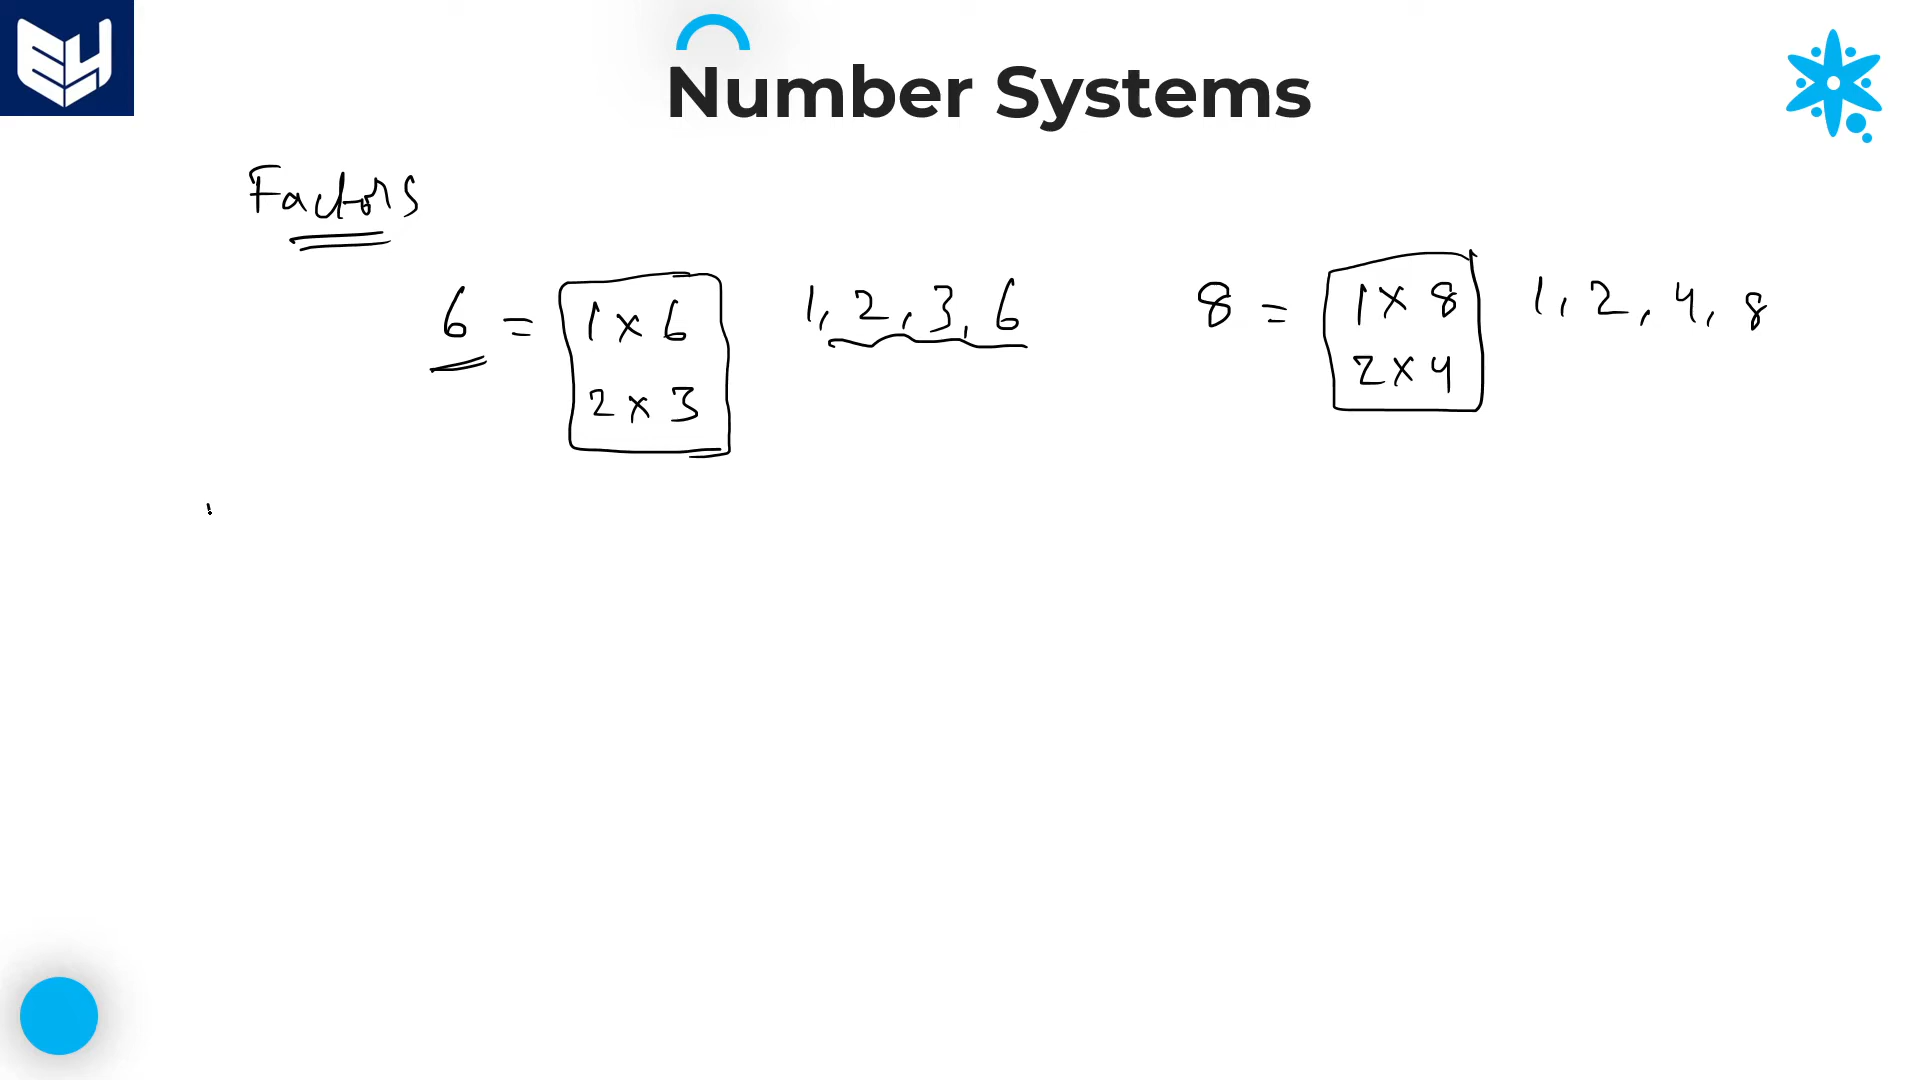 Number Systems
Factors
6 = 1 x 6 1, 2, 3, 6
2 x 3
8 = 1 x 8 1, 2, 4, 8
2 x 4